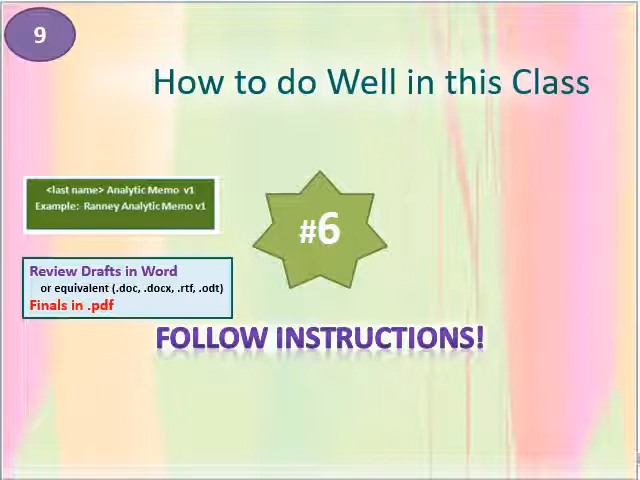 9
How to do Well in this Class
<last name> Analytic Memo v1
Example:- Ranney Analytic Memo v1
#6
Review Drafts in Word
or equivalent (.doc, .docx, .rtf, .odt)
Finals in .pdf
FOLLOW INSTRUCTIONS!